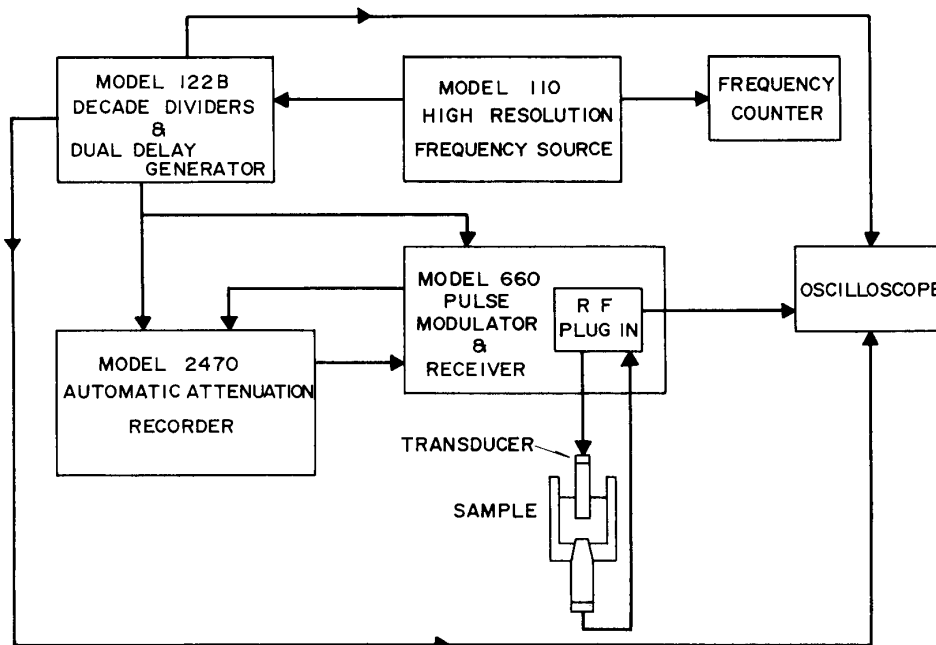 MODEL 122B
DECADE DIVIDERS
&
DUAL DELAY
GENERATOR
MODEL 110
HIGH RESOLUTION
FREQUENCY SOURCE
FREQUENCY
COUNTER
MODEL 660
PULSE
MODULATOR
&
RECEIVER
RF
PLUG IN
OSCILLOSCOPE
MODEL 2470
AUTOMATIC ATTENUATION
RECORDER
TRANSDUCER
SAMPLE